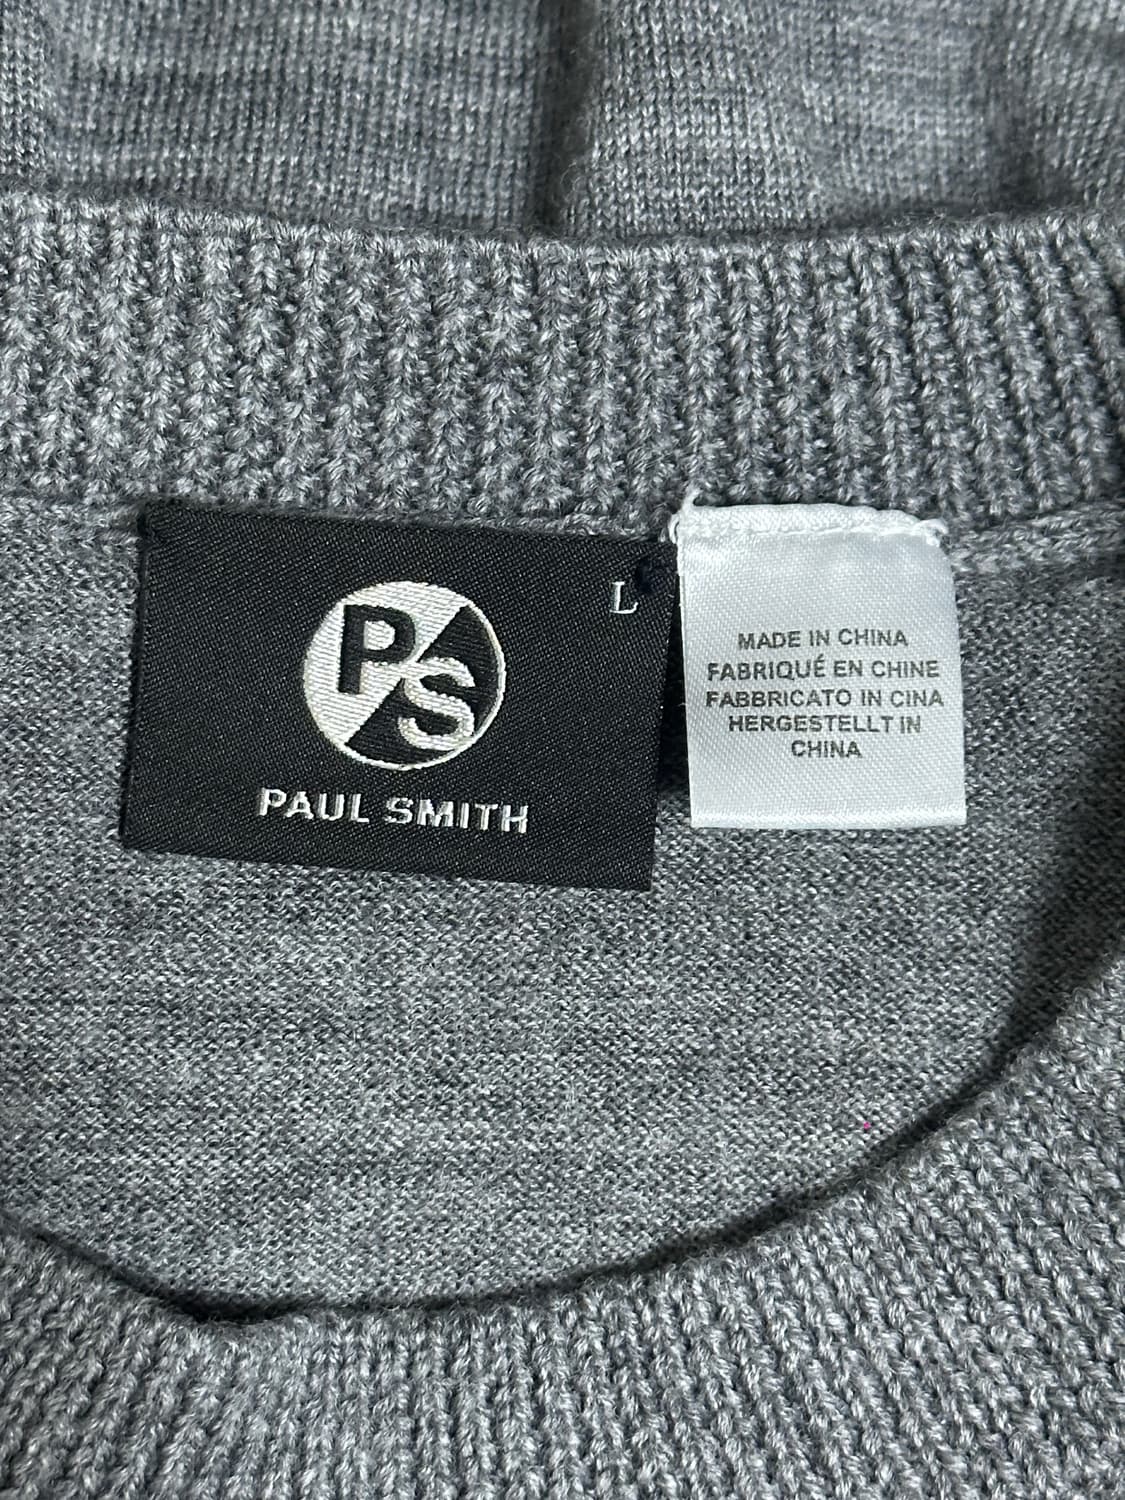 PS
PAUL SMITH
L
MADE IN CHINA
FABRIQUÉ EN CHINE
FABBRICATO IN CINA
HERGESTELLT IN
CHINA